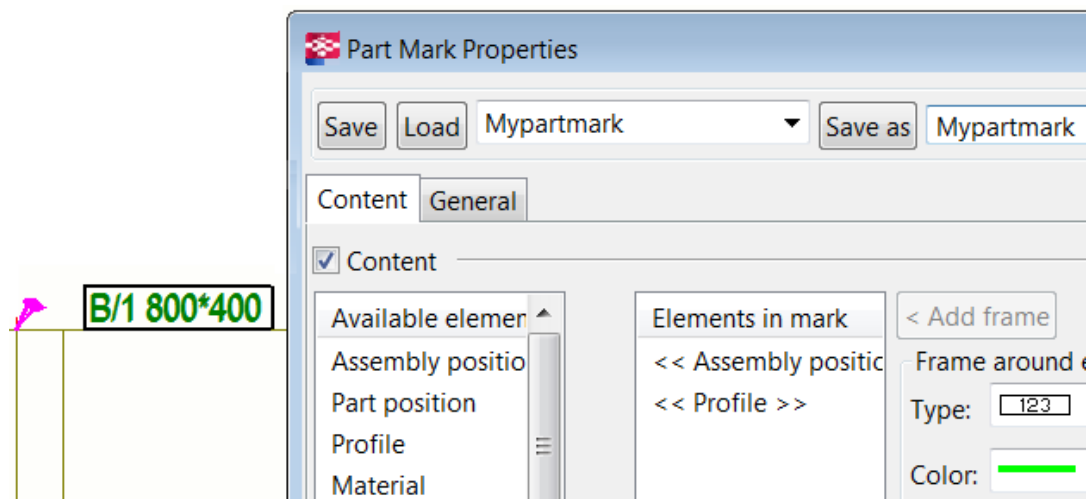 Part Mark Properties
Save Load Mypartmark Save as Mypartmark
Content General
Content
B/1 800*400
Available elemen
Assembly positio
Part position
Profile
Material
Elements in mark
<< Assembly positic
<< Profile >>
< Add frame
Frame around e
Type: 123
Color: